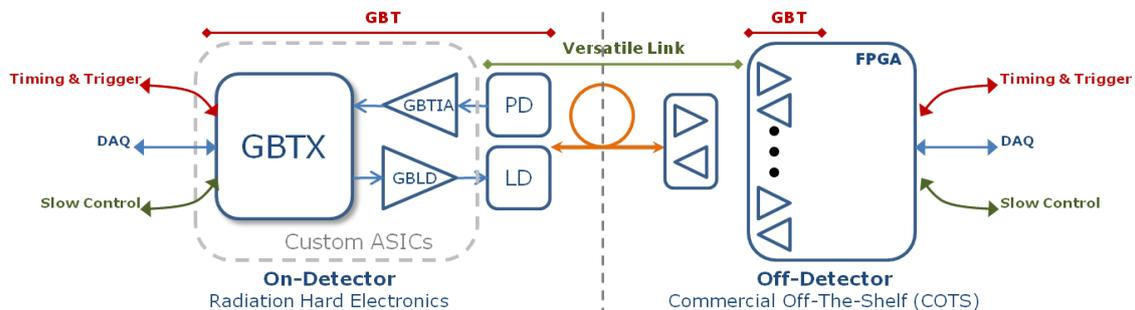 GBT
GBT
Versatile Link
FPGA
Timing & Trigger
GBTIA
PD
Timing & Trigger
DAQ
GBTX
DAQ
GBLD
LD
Slow Control
Slow Control
Custom ASICs
On-Detector
Off-Detector
Radiation Hard Electronics
Commercial Off-The-Shelf (COTS)